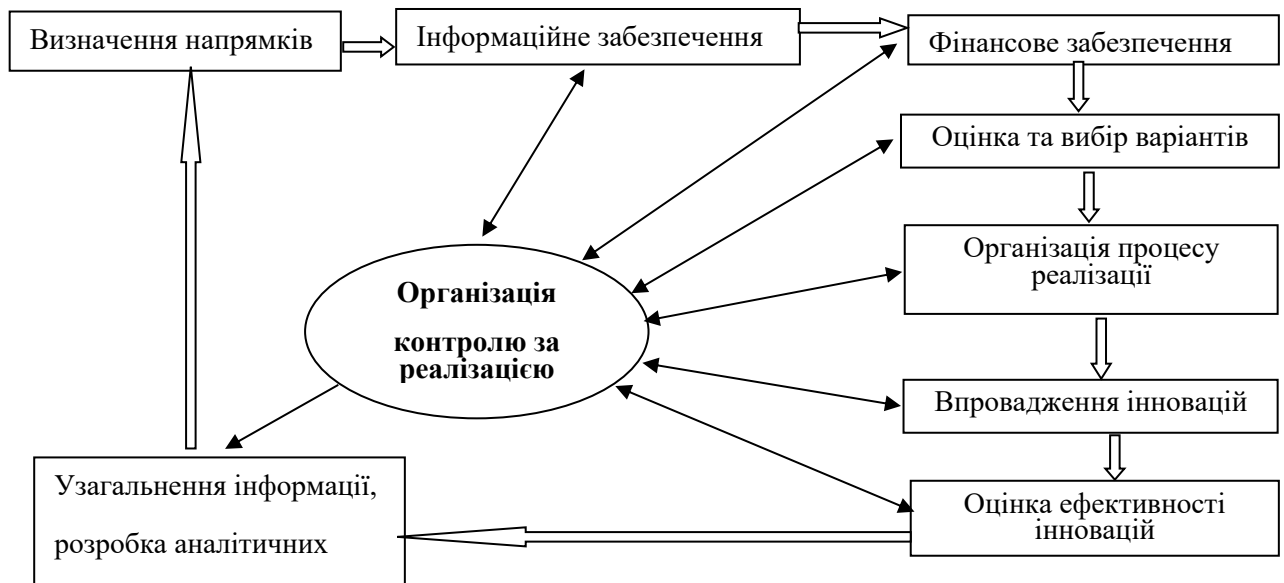 Визначення напрямків
Інформаційне забезпечення
Фінансове забезпечення
Оцінка та вибір варіантів
Організація процесу
реалізації
Організація
контролю за
реалізацією
Впровадження інновацій
Узагальнення інформації,
розробка аналітичних
Оцінка ефективності
інновацій